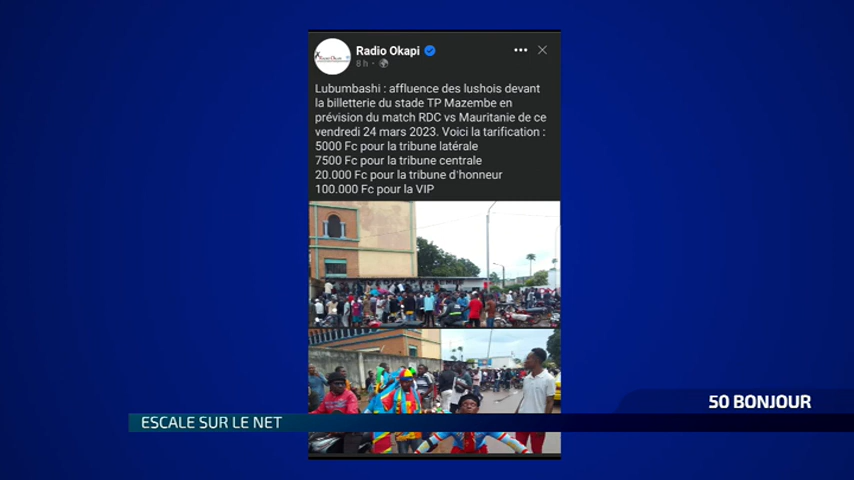 Radio Okapi
8 h
Lubumbashi : affluence des lushois devant
la billetterie du stade TP Mazembe en
prévision du match RDC vs Mauritanie de ce
vendredi 24 mars 2023. Voici la tarification :
5000 Fc pour la tribune latérale
7500 Fc pour la tribune centrale
20.000 Fc pour la tribune d'honneur
100.000 Fc pour la VIP
50 BONJOUR
ESCALE SUR LE NET